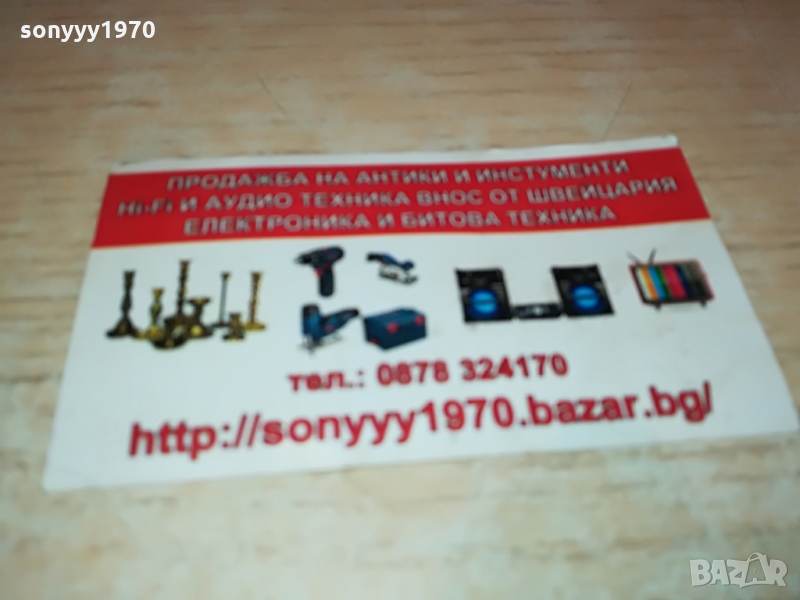 sonyyy1970
ПРОДАЖБА НА АНТИКИ И ИНСТУМЕНТИ
Hi-Fi И АУДИО ТЕХНИКА ВНОС ОТ ШВЕЙЦАРИЯ
ЕЛЕКТРОНИКА И БИТОВА ТЕХНИКА
тел.: 0878 324170
http://sonyyy1970.bazar.bg/
BAZAR